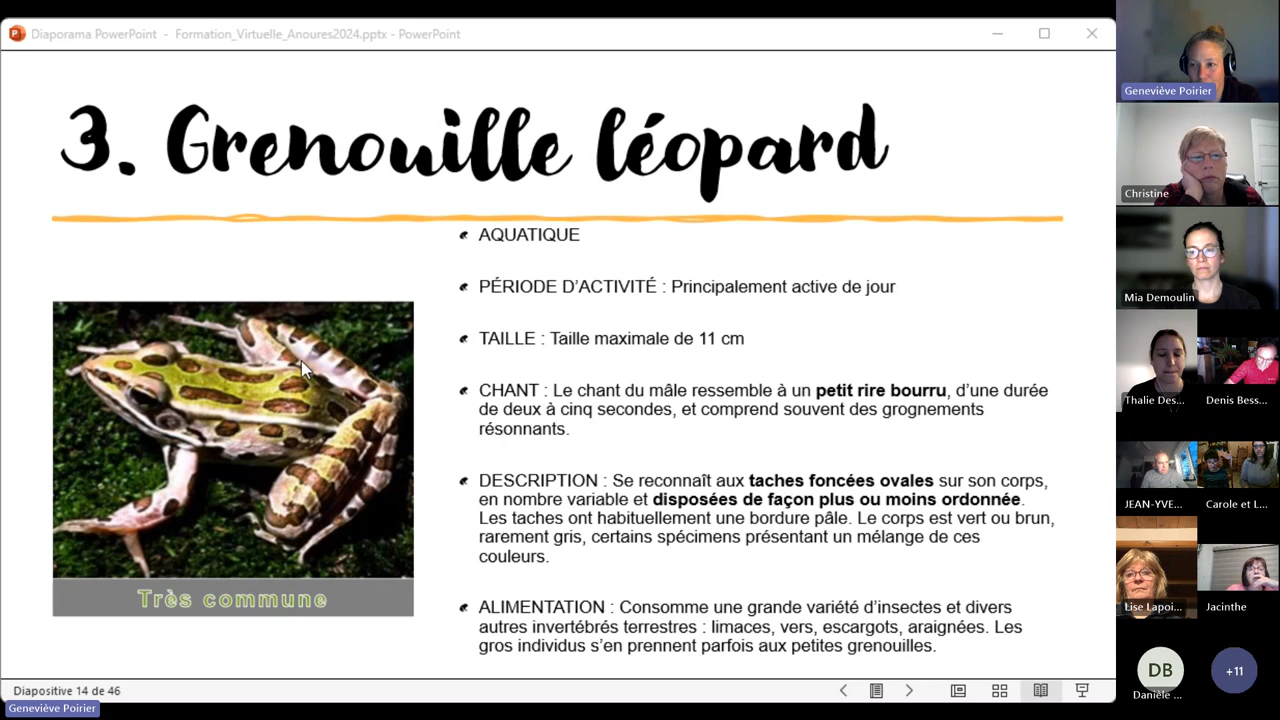 Diaporama PowerPoint - Formation_Virtuelle_Anoures2024.pptx - PowerPoint
3. Grenouille léopard
AQUATIQUE
PÉRIODE D'ACTIVITÉ : Principalement active de jour
TAILLE : Taille maximale de 11 cm
CHANT : Le chant du mâle ressemble à un petit rire bourru, d'une durée
de deux à cinq secondes, et comprend souvent des grognements
résonnants.
DESCRIPTION : Se reconnaît aux taches foncées ovales sur son corps,
en nombre variable et disposées de façon plus ou moins ordonnée.
Les taches ont habituellement une bordure pâle. Le corps est vert ou brun,
rarement gris, certains spécimens présentant un mélange de ces
couleurs.
ALIMENTATION : Consomme une grande variété d'insectes et divers
autres invertébrés terrestres : limaces, vers, escargots, araignées. Les
gros individus s'en prennent parfois aux petites grenouilles.
Très commune
Diapositive 14 de 46
Geneviève Poirier
Geneviève Poirier
Christine
Mia Demoulin
Thalie Des...
Denis Bess...
JEAN-YVE...
Carole et L...
Lise Lapoi...
Jacinthe
DB
Danièle ...
+11